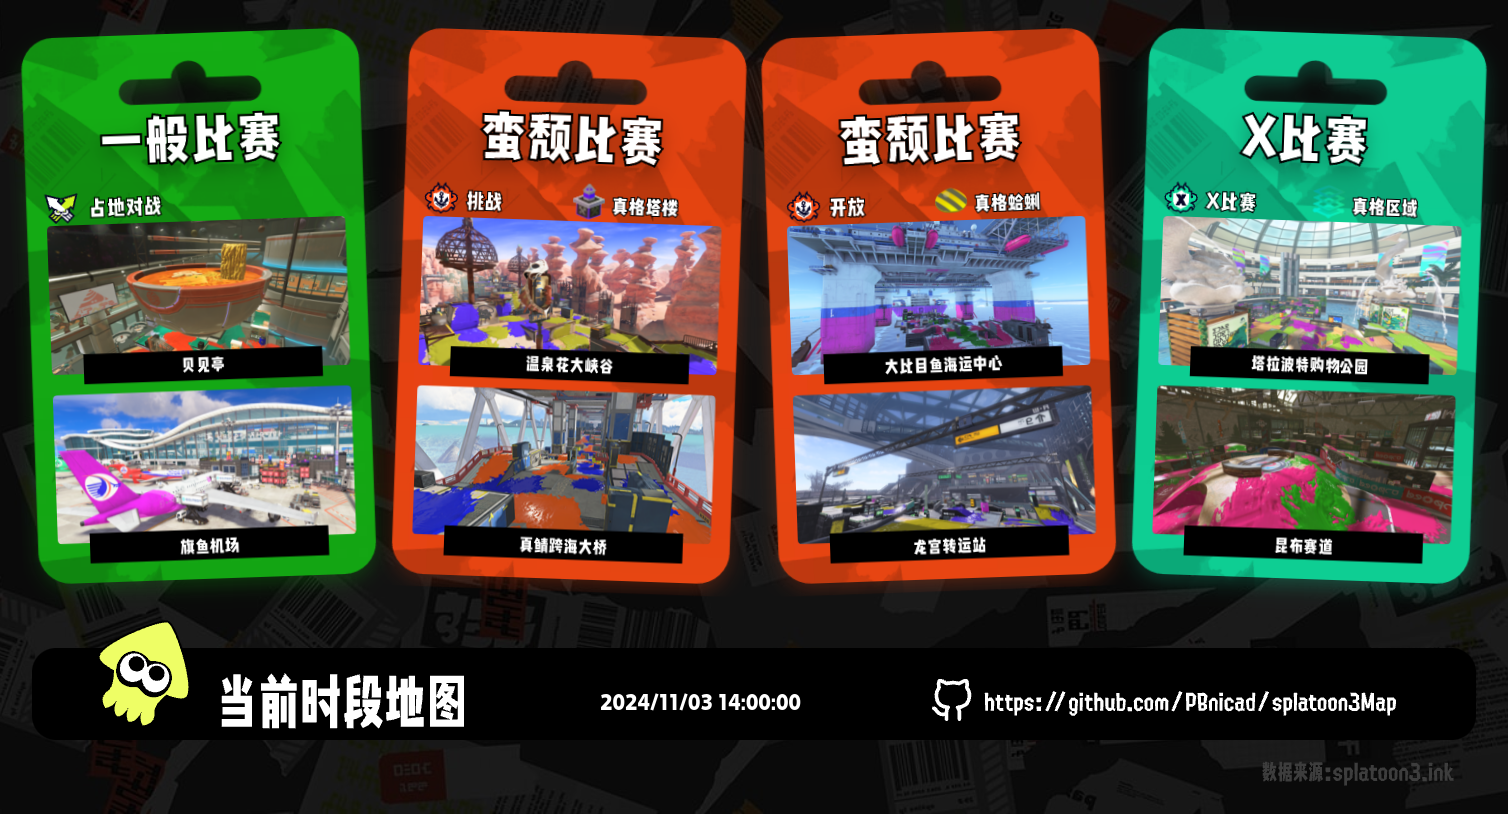 一般比赛
占地对战
贝见亭
旗鱼机场
蛮颓比赛
挑战
真格塔楼
温泉花大峡谷
真鲭跨海大桥
蛮颓比赛
开放
真格蛤蜊
大比目鱼海运中心
龙宫转运站
X比赛
X比赛
真格区域
塔拉波特购物公园
昆布赛道
当前时段地图
2024/11/03 14:00:00
https://github.com/PBnicad/splatoon3Map
数据来源:splatoon3.ink